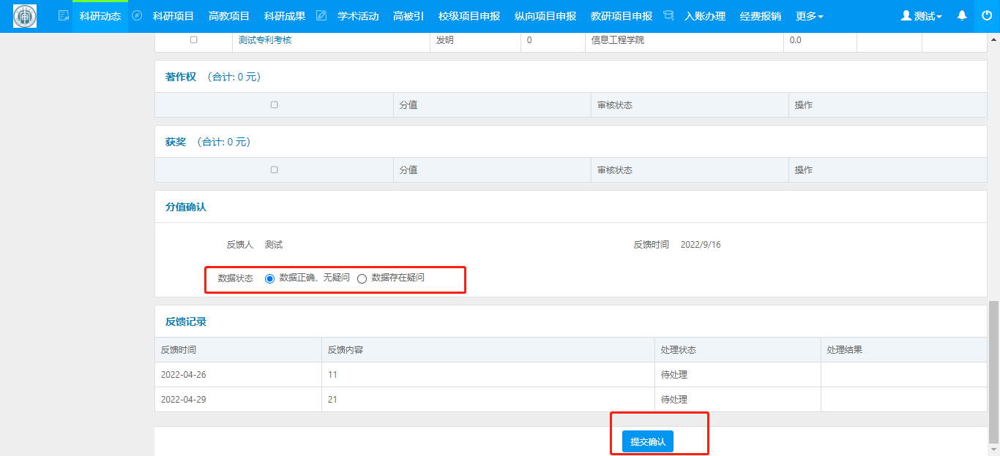 科研动态 科研项目 高教项目 科研成果 学术活动 高被引 校级项目申报 纵向项目申报 教研项目申报 入账办理 经费报销 更多 测试
测试专利考核 发明 0 信息工程学院 0.0
著作权 (合计: 0 元)
分值 审核状态 操作
获奖 (合计: 0 元)
分值 审核状态 操作
分值确认
反馈人 测试 反馈时间 2022/9/16
数据状态 数据正确、无疑问 数据存在疑问
反馈记录
反馈时间 反馈内容 处理状态 处理结果
2022-04-26 11 待处理
2022-04-29 21 待处理
提交确认